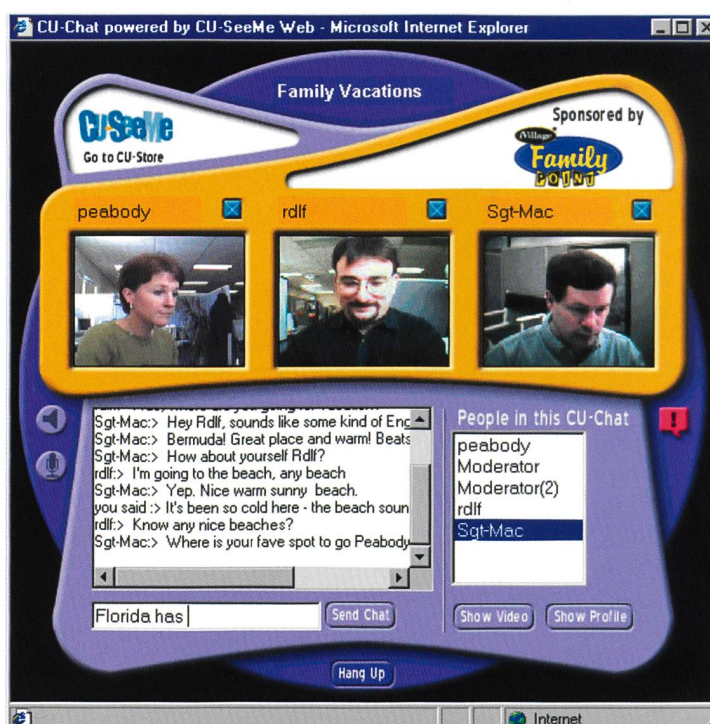 CU-Chat powered by CU-SeeMe Web - Microsoft Internet Explorer
Family Vacations
CU-SeeMe
Go to CU-Store
Sponsored by
iVillage
Family
POINT
peabody
rdlf
Sgt-Mac
Sgt-Mac:> Hey Rdlf, sounds like some kind of Eng
Sgt-Mac:> Bermuda! Great place and warm! Beats
Sgt-Mac:> How about yourself Rdlf?
rdlf:> I'm going to the beach, any beach
Sgt-Mac:> Yep. Nice warm sunny beach.
you said :> It's been so cold here - the beach soun
rdlf:> Know any nice beaches?
Sgt-Mac:> Where is your fave spot to go Peabody
People in this CU-Chat
peabody
Moderator
Moderator(2)
rdlf
Sgt-Mac
Florida has
Send Chat
Show Video
Show Profile
Hang Up
Internet